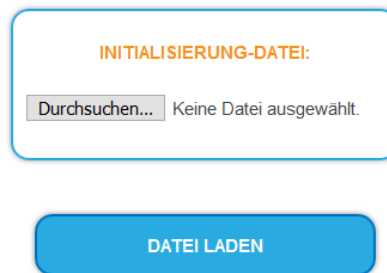 INITIALISIERUNG-DATEI:
Durchsuchen... Keine Datei ausgewählt.
DATEI LADEN